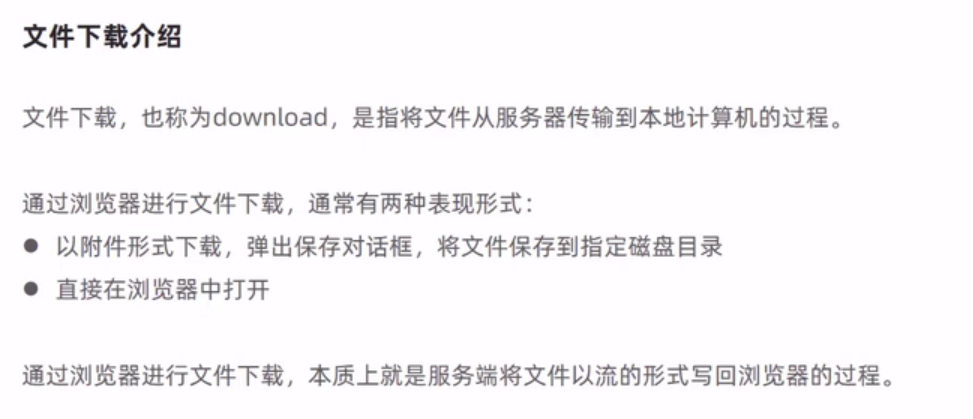 文件下载介绍
文件下载，也称为download，是指将文件从服务器传输到本地计算机的过程。
通过浏览器进行文件下载，通常有两种表现形式：
● 以附件形式下载，弹出保存对话框，将文件保存到指定磁盘目录
● 直接在浏览器中打开
通过浏览器进行文件下载，本质上就是服务端将文件以流的形式写回浏览器的过程。